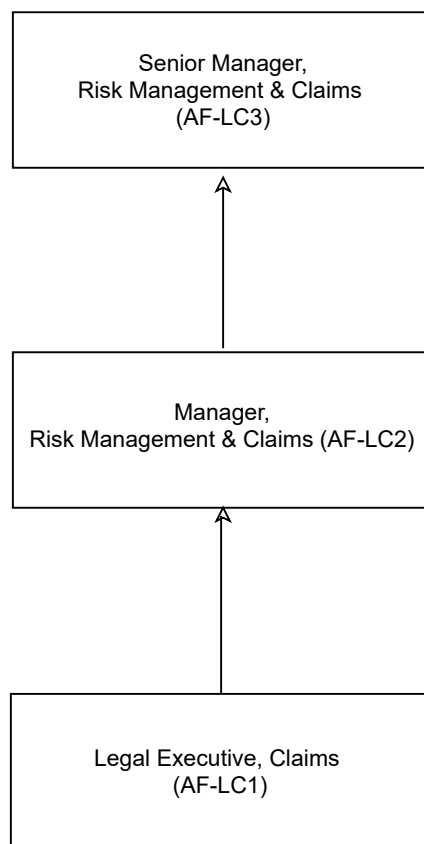 Senior Manager,
Risk Management & Claims
(AF-LC3)
Manager,
Risk Management & Claims (AF-LC2)
Legal Executive, Claims
(AF-LC1)